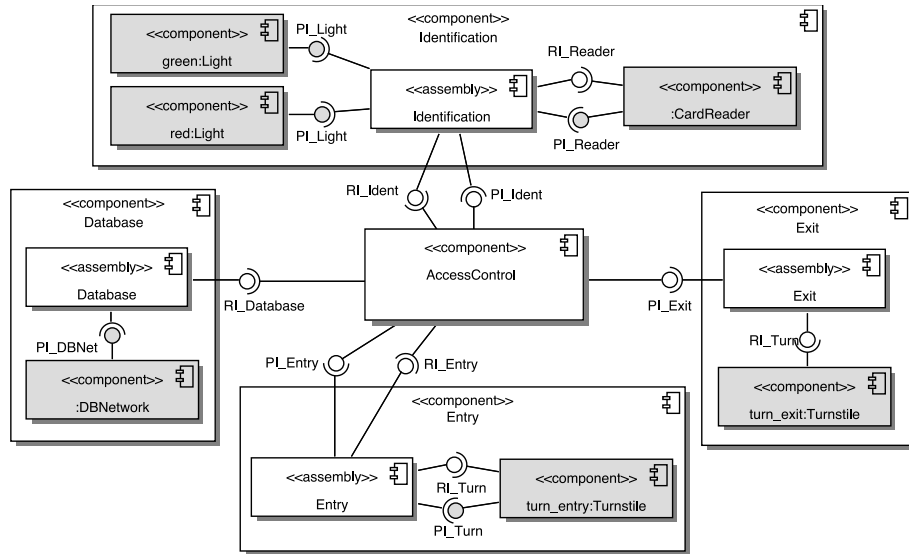 <<component>>
Identification
<<component>>
green:Light
PI_Light
<<component>>
red:Light
PI_Light
<<assembly>>
Identification
RI_Reader
PI_Reader
<<component>>
:CardReader
RI_Ident
PI_Ident
<<component>>
Database
<<assembly>>
Database
RI_Database
PI_DBNet
<<component>>
:DBNetwork
<<component>>
AccessControl
PI_Exit
<<component>>
Exit
<<assembly>>
Exit
RI_Turn
<<component>>
turn_exit:Turnstile
PI_Entry
RI_Entry
<<component>>
Entry
<<assembly>>
Entry
RI_Turn
PI_Turn
<<component>>
turn_entry:Turnstile